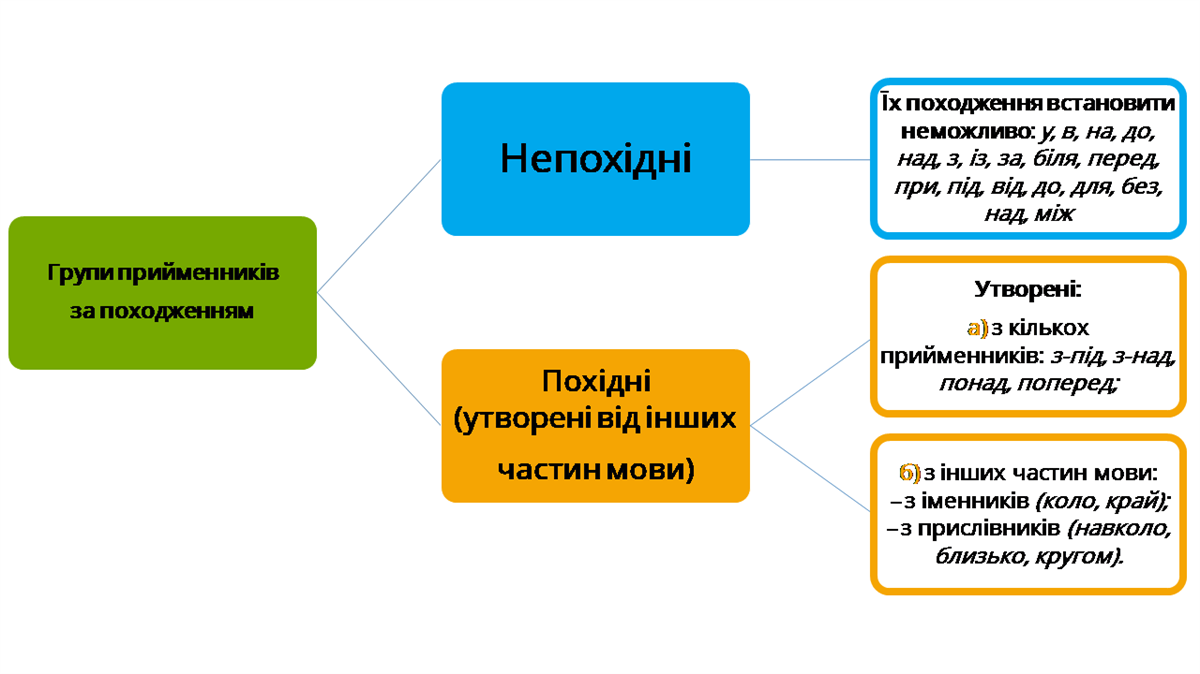 Групи прийменників
за походженням
Непохідні
Їх походження встановити
неможливо: у, в, на, до,
над, з, із, за, біля, перед,
при, під, від, до, для, без,
над, між
Похідні
(утворені від інших
частин мови)
Утворені:
а) з кількох
прийменників: з-під, з-над,
понад, поперед;
б) з інших частин мови:
– з іменників (коло, край);
– з прислівників (навколо,
близько, кругом).